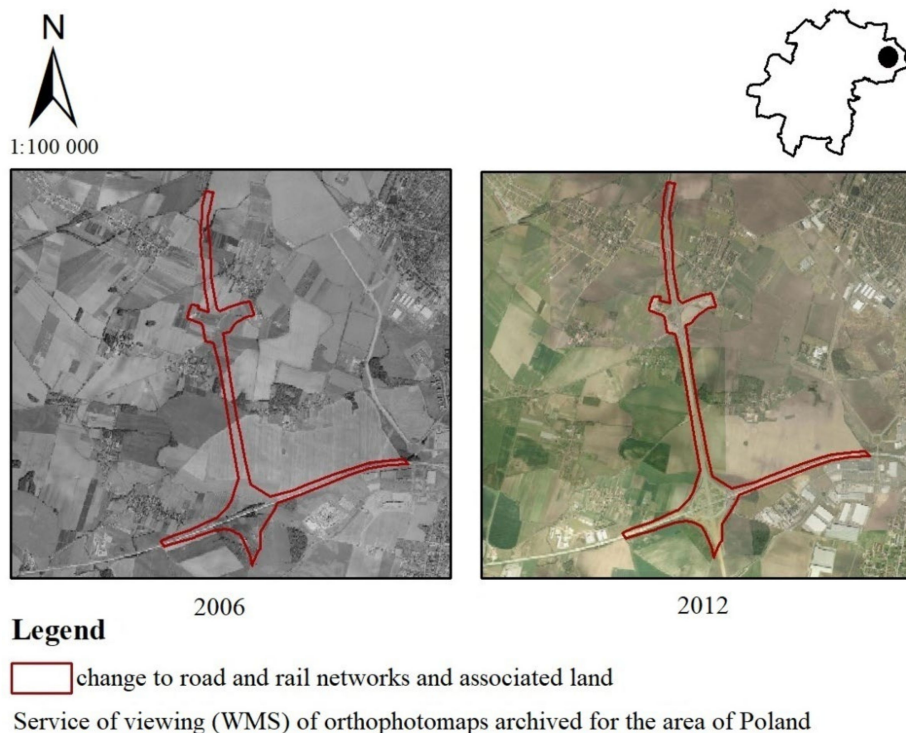 N
1:100 000
2006
2012
Legend
change to road and rail networks and associated land
Service of viewing (WMS) of orthophotomaps archived for the area of Poland